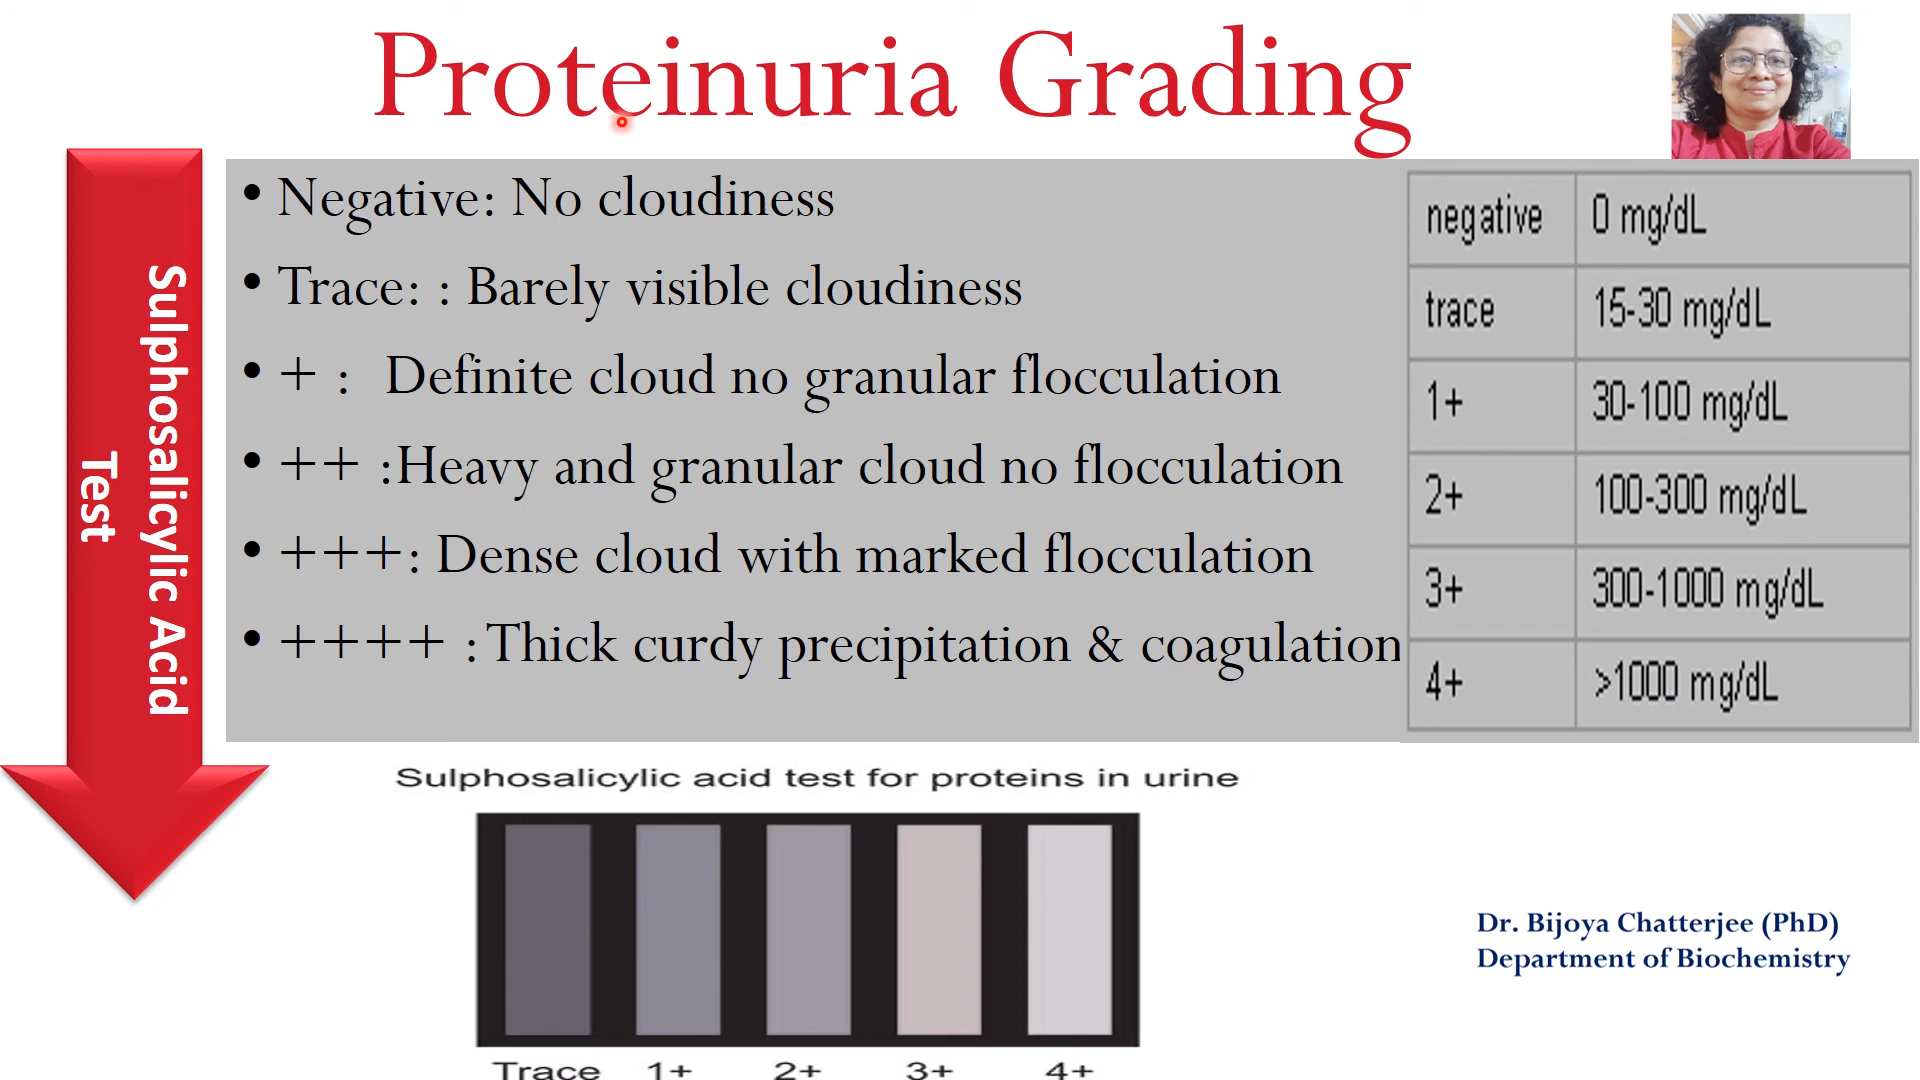 Proteinuria Grading
Sulphosalicylic Acid
Test
• Negative: No cloudiness
• Trace: : Barely visible cloudiness
• + : Definite cloud no granular flocculation
• ++ :Heavy and granular cloud no flocculation
• +++: Dense cloud with marked flocculation
• ++++ : Thick curdy precipitation & coagulation
negative 0 mg/dL
trace 15-30 mg/dL
1+ 30-100 mg/dL
2+ 100-300 mg/dL
3+ 300-1000 mg/dL
4+ >1000 mg/dL
Sulphosalicylic acid test for proteins in urine
Trace 1+ 2+ 3+ 4+
Dr. Bijoya Chatterjee (PhD)
Department of Biochemistry